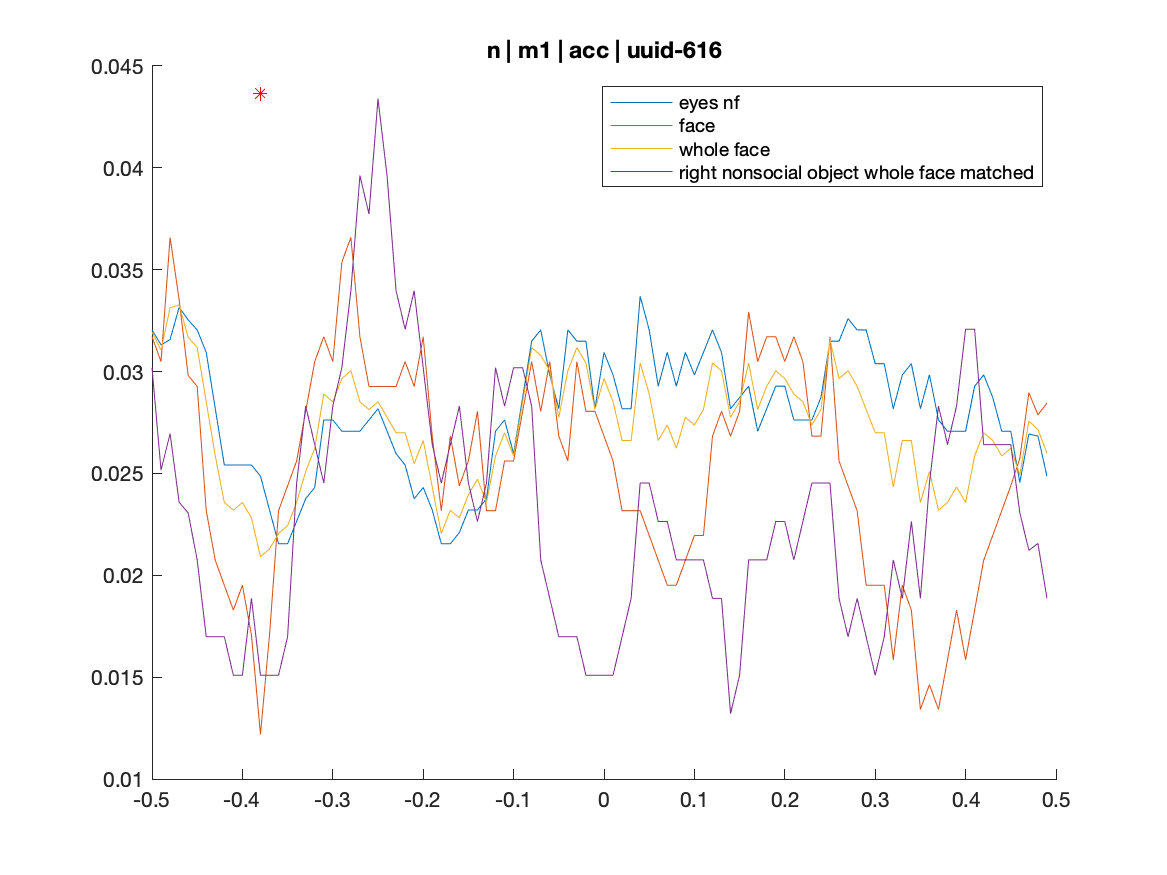 n | m1 | acc | uuid-616
0.045
0.04
0.035
0.03
0.025
0.02
0.015
0.01
eyes nf
face
whole face
right nonsocial object whole face matched
-0.5 -0.4 -0.3 -0.2 -0.1 0 0.1 0.2 0.3 0.4 0.5